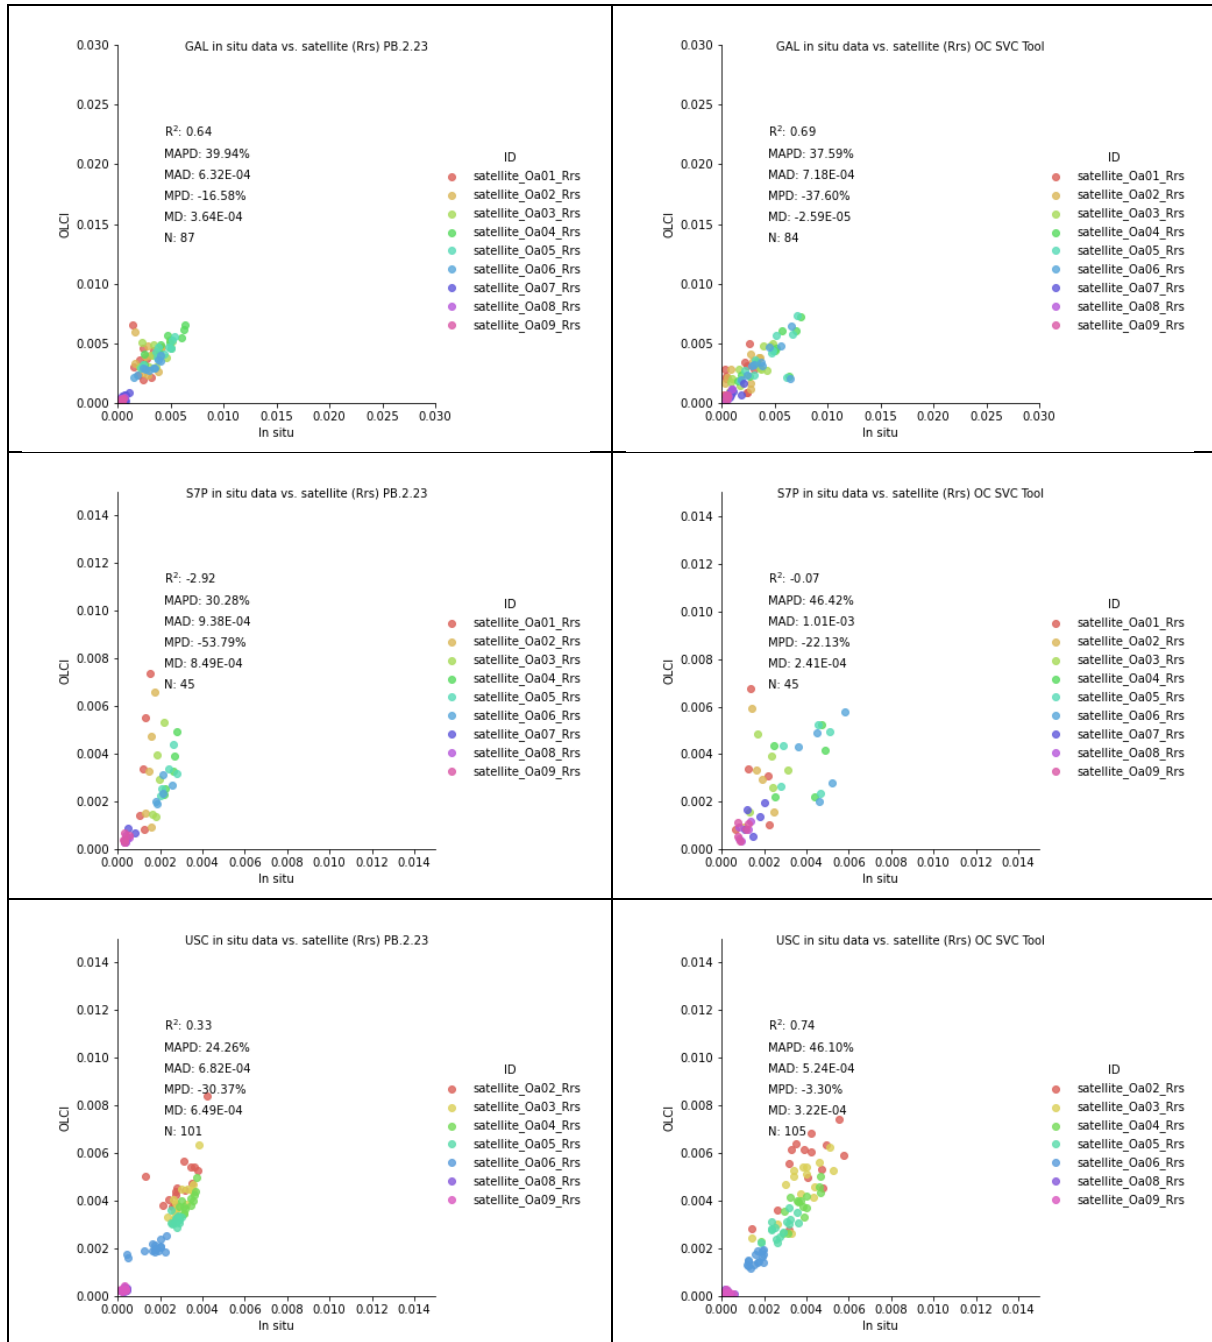 GAL in situ data vs. satellite (Rrs) PB.2.23
0.030
0.025
0.020
0.015
0.010
0.005
0.000
OLCI
R²: 0.64
MAPD: 39.94%
MAD: 6.32E-04
MPD: -16.58%
MD: 3.64E-04
N: 87
ID
satellite_Oa01_Rrs
satellite_Oa02_Rrs
satellite_Oa03_Rrs
satellite_Oa04_Rrs
satellite_Oa05_Rrs
satellite_Oa06_Rrs
satellite_Oa07_Rrs
satellite_Oa08_Rrs
satellite_Oa09_Rrs
0.000 0.005 0.010 0.015 0.020 0.025 0.030
In situ
GAL in situ data vs. satellite (Rrs) OC SVC Tool
0.030
0.025
0.020
0.015
0.010
0.005
0.000
OLCI
R²: 0.69
MAPD: 37.59%
MAD: 7.18E-04
MPD: -37.60%
MD: -2.59E-05
N: 84
ID
satellite_Oa01_Rrs
satellite_Oa02_Rrs
satellite_Oa03_Rrs
satellite_Oa04_Rrs
satellite_Oa05_Rrs
satellite_Oa06_Rrs
satellite_Oa07_Rrs
satellite_Oa08_Rrs
satellite_Oa09_Rrs
0.000 0.005 0.010 0.015 0.020 0.025 0.030
In situ
S7P in situ data vs. satellite (Rrs) PB.2.23
0.014
0.012
0.010
0.008
0.006
0.004
0.002
0.000
OLCI
R²: -2.92
MAPD: 30.28%
MAD: 9.38E-04
MPD: -53.79%
MD: 8.49E-04
N: 45
ID
satellite_Oa01_Rrs
satellite_Oa02_Rrs
satellite_Oa03_Rrs
satellite_Oa04_Rrs
satellite_Oa05_Rrs
satellite_Oa06_Rrs
satellite_Oa07_Rrs
satellite_Oa08_Rrs
satellite_Oa09_Rrs
0.000 0.002 0.004 0.006 0.008 0.010 0.012 0.014
In situ
S7P in situ data vs. satellite (Rrs) OC SVC Tool
0.014
0.012
0.010
0.008
0.006
0.004
0.002
0.000
OLCI
R²: -0.07
MAPD: 46.42%
MAD: 1.01E-03
MPD: -22.13%
MD: 2.41E-04
N: 45
ID
satellite_Oa01_Rrs
satellite_Oa02_Rrs
satellite_Oa03_Rrs
satellite_Oa04_Rrs
satellite_Oa05_Rrs
satellite_Oa06_Rrs
satellite_Oa07_Rrs
satellite_Oa08_Rrs
satellite_Oa09_Rrs
0.000 0.002 0.004 0.006 0.008 0.010 0.012 0.014
In situ
USC in situ data vs. satellite (Rrs) PB.2.23
0.014
0.012
0.010
0.008
0.006
0.004
0.002
0.000
OLCI
R²: 0.33
MAPD: 24.26%
MAD: 6.82E-04
MPD: -30.37%
MD: 6.49E-04
N: 101
ID
satellite_Oa02_Rrs
satellite_Oa03_Rrs
satellite_Oa04_Rrs
satellite_Oa05_Rrs
satellite_Oa06_Rrs
satellite_Oa08_Rrs
satellite_Oa09_Rrs
0.000 0.002 0.004 0.006 0.008 0.010 0.012 0.014
In situ
USC in situ data vs. satellite (Rrs) OC SVC Tool
0.014
0.012
0.010
0.008
0.006
0.004
0.002
0.000
OLCI
R²: 0.74
MAPD: 46.10%
MAD: 5.24E-04
MPD: -3.30%
MD: 3.22E-04
N: 105
ID
satellite_Oa02_Rrs
satellite_Oa03_Rrs
satellite_Oa04_Rrs
satellite_Oa05_Rrs
satellite_Oa06_Rrs
satellite_Oa08_Rrs
satellite_Oa09_Rrs
0.000 0.002 0.004 0.006 0.008 0.010 0.012 0.014
In situ